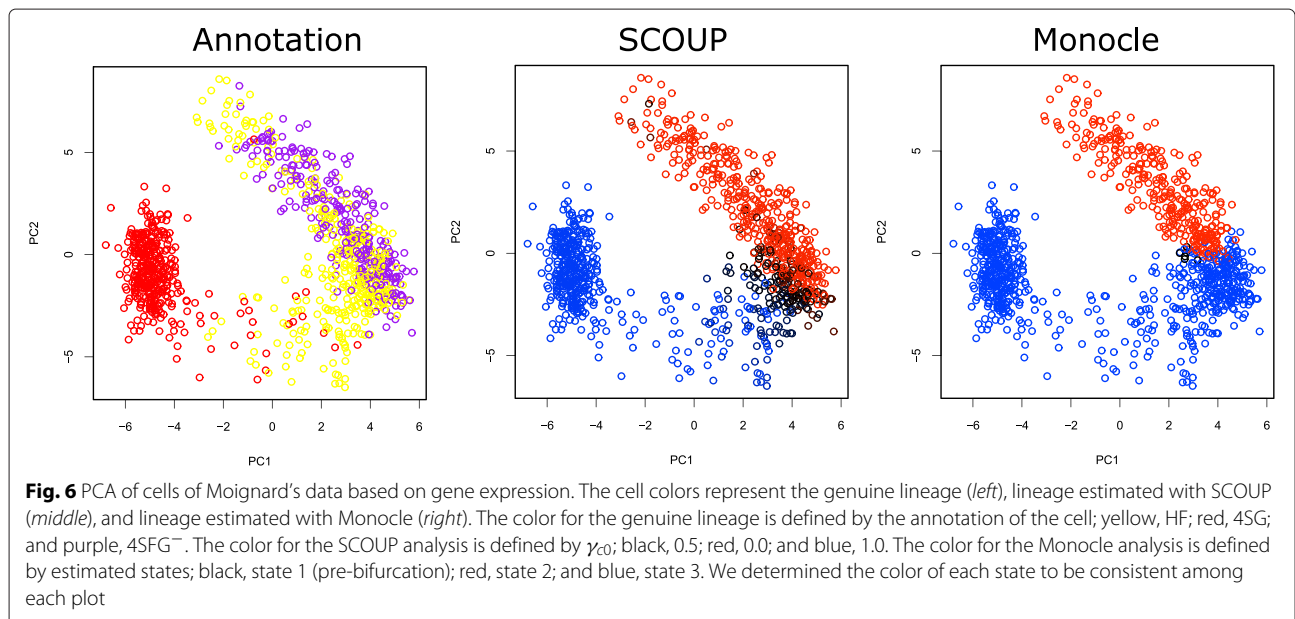 Annotation
SCOUP
Monocle
PC2
5
0
−5
−6
−4
−2
0
2
4
6
PC1
PC2
5
0
−5
−6
−4
−2
0
2
4
6
PC1
PC2
5
0
−5
−6
−4
−2
0
2
4
6
PC1
Fig. 6 PCA of cells of Moignard's data based on gene expression. The cell colors represent the genuine lineage (left), lineage estimated with SCOUP
(middle), and lineage estimated with Monocle (right). The color for the genuine lineage is defined by the annotation of the cell; yellow, HF; red, 4SG;
and purple, 4SFG⁻. The color for the SCOUP analysis is defined by γc0; black, 0.5; red, 0.0; and blue, 1.0. The color for the Monocle analysis is defined
by estimated states; black, state 1 (pre-bifurcation); red, state 2; and blue, state 3. We determined the color of each state to be consistent among
each plot